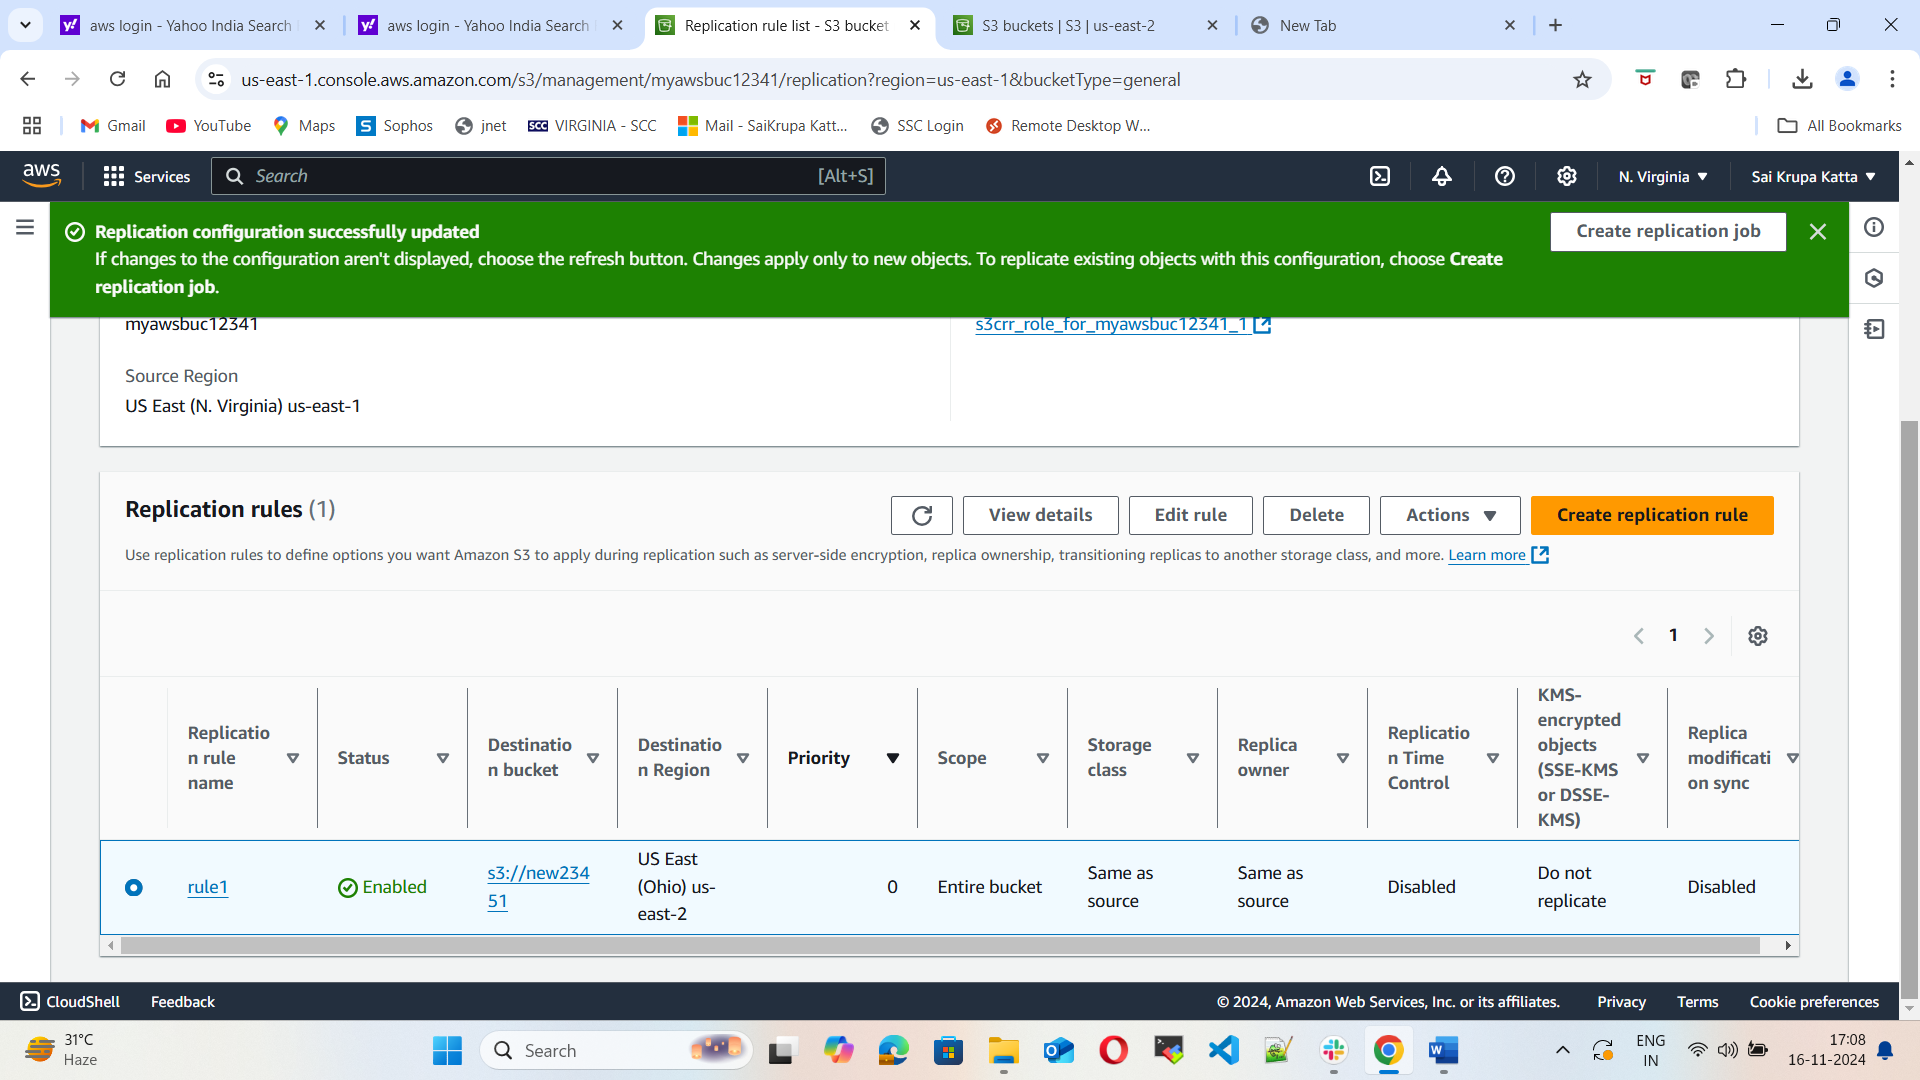 aws login - Yahoo India Search
aws login - Yahoo India Search
Replication rule list - S3 bucket
S3 buckets | S3 | us-east-2
New Tab
us-east-1.console.aws.amazon.com/s3/management/myawsbuc12341/replication?region=us-east-1&bucketType=general
Gmail
YouTube
Maps
Sophos
jnet
SCC VIRGINIA - SCC
Mail - SaiKrupa Katt...
SSC Login
Remote Desktop W...
All Bookmarks
aws
Services
Search
[Alt+S]
N. Virginia
Sai Krupa Katta
Replication configuration successfully updated
If changes to the configuration aren't displayed, choose the refresh button. Changes apply only to new objects. To replicate existing objects with this configuration, choose Create
replication job.
Create replication job
myawsbuc12341
s3crr_role_for_myawsbuc12341_1
Source Region
US East (N. Virginia) us-east-1
Replication rules (1)
View details
Edit rule
Delete
Actions
Create replication rule
Use replication rules to define options you want Amazon S3 to apply during replication such as server-side encryption, replica ownership, transitioning replicas to another storage class, and more. Learn more
1
Replicatio
n rule
name
Status
Destinatio
n bucket
Destinatio
n Region
Priority
Scope
Storage
class
Replica
owner
Replicatio
n Time
Control
KMS-
encrypted
objects
(SSE-KMS
or DSSE-
KMS)
Replica
modificati
on sync
rule1
Enabled
s3://new234
51
US East
(Ohio) us-
east-2
0
Entire bucket
Same as
source
Same as
source
Disabled
Do not
replicate
Disabled
CloudShell
Feedback
© 2024, Amazon Web Services, Inc. or its affiliates.
Privacy
Terms
Cookie preferences
31°C
Haze
Search
ENG
IN
17:08
16-11-2024